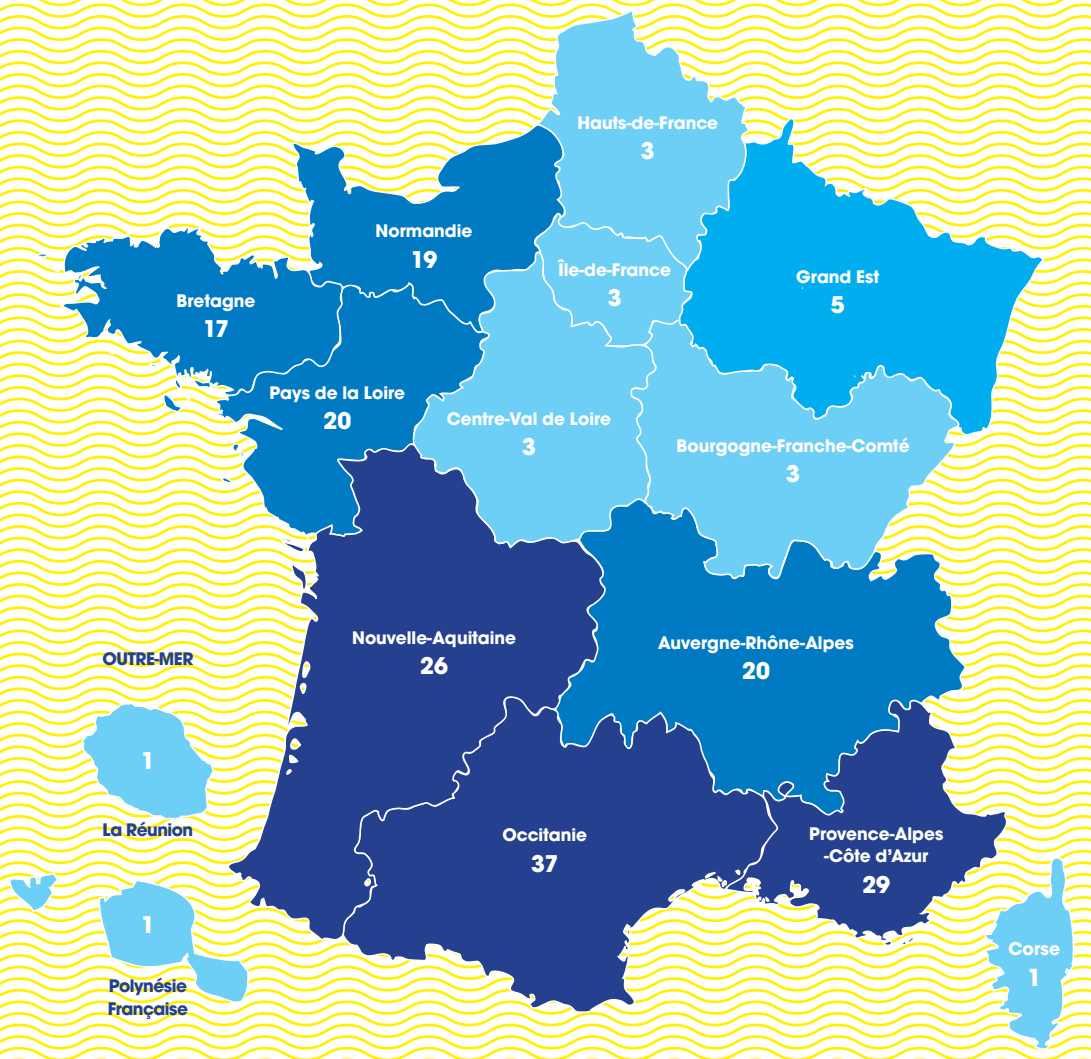 Hauts-de-France
3
Normandie
19
Île-de-France
3
Grand Est
5
Bretagne
17
Pays de la Loire
20
Centre-Val de Loire
3
Bourgogne-Franche-Comté
3
Nouvelle-Aquitaine
26
Auvergne-Rhône-Alpes
20
OUTRE-MER
1
La Réunion
Occitanie
37
Provence-Alpes
-Côte d'Azur
29
1
Polynésie
Française
Corse
1